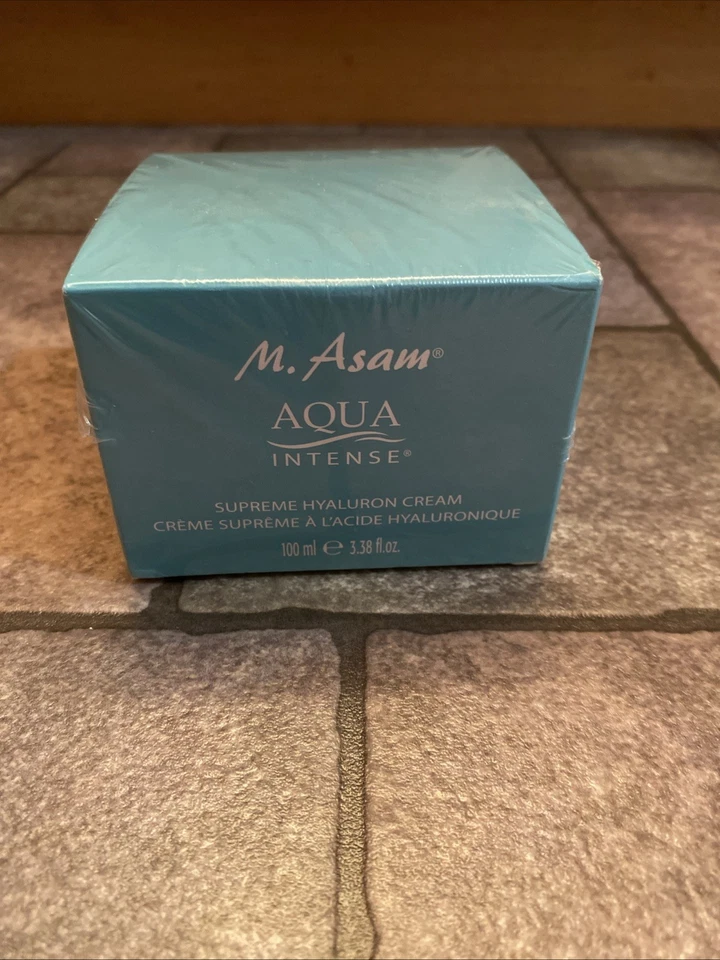 M. Asam®
AQUA
INTENSE®
SUPREME HYALURON CREAM
CRÈME SUPRÊME À L'ACIDE HYALURONIQUE
100 ml ℮ 3.38 fl.oz.